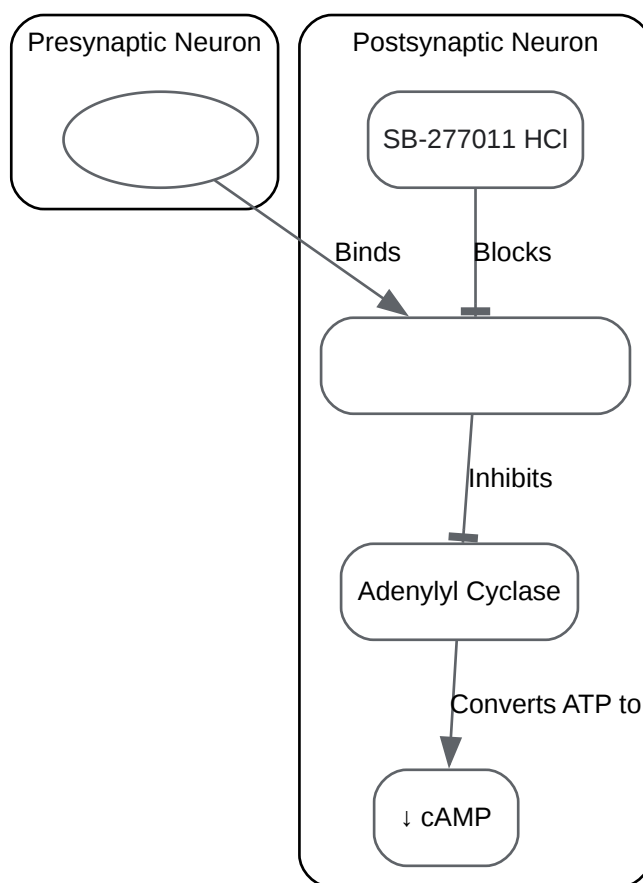 Presynaptic Neuron
Postsynaptic Neuron
SB-277011 HCl
Binds
Blocks
Inhibits
Adenylyl Cyclase
Converts ATP to
↓ cAMP